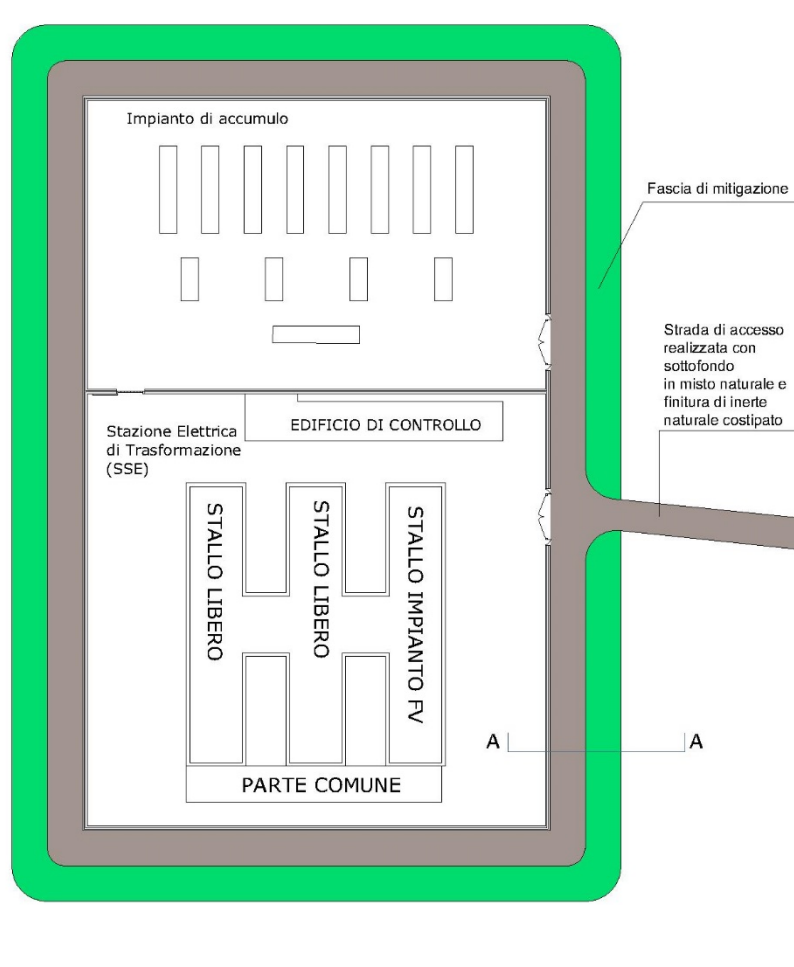 Impianto di accumulo
Fascia di mitigazione
Strada di accesso
realizzata con
sottofondo
in misto naturale e
finitura di inerte
naturale costipato
EDIFICIO DI CONTROLLO
Stazione Elettrica
di Trasformazione
(SSE)
STALLO LIBERO
STALLO LIBERO
STALLO IMPIANTO FV
A
A
PARTE COMUNE